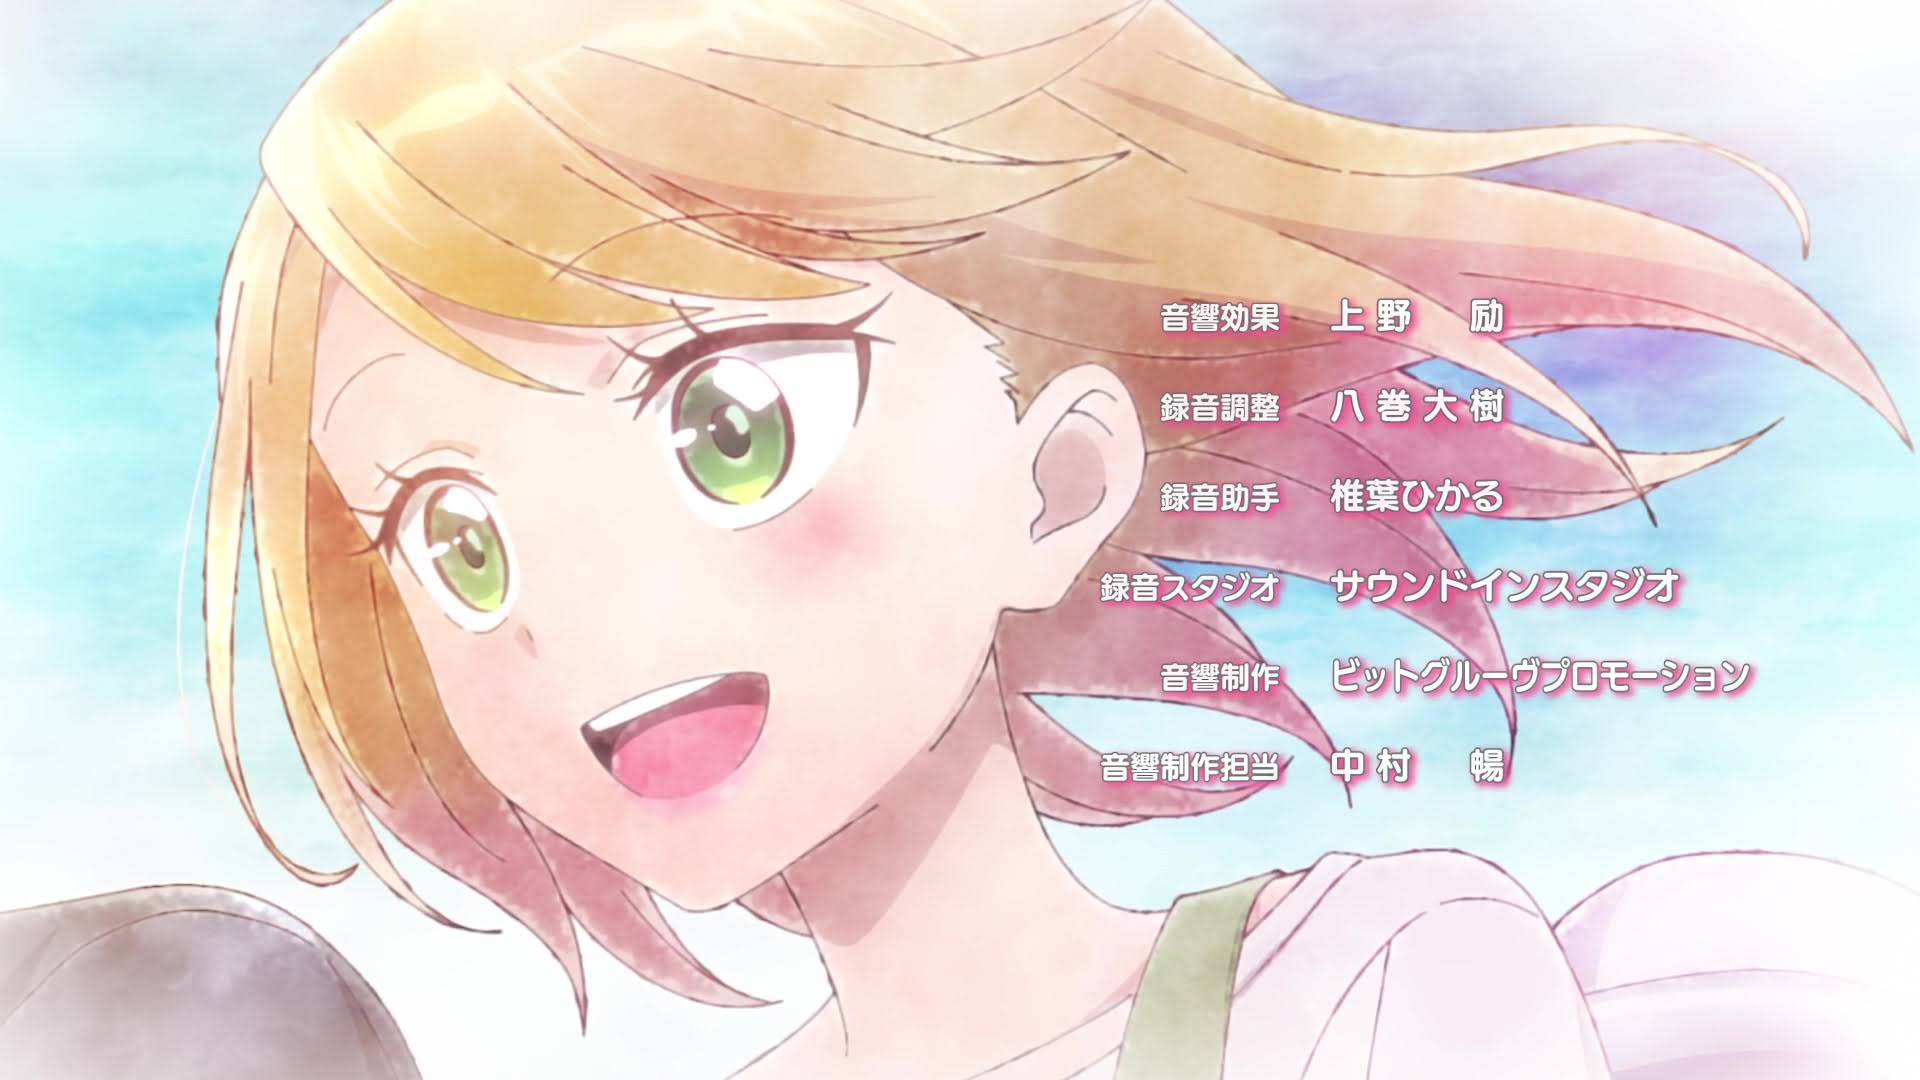 音響効果 上野 励
録音調整 八巻大樹
録音助手 椎葉ひかる
録音スタジオ サウンドインスタジオ
音響制作 ビットグルーヴプロモーション
音響制作担当 中村 暢